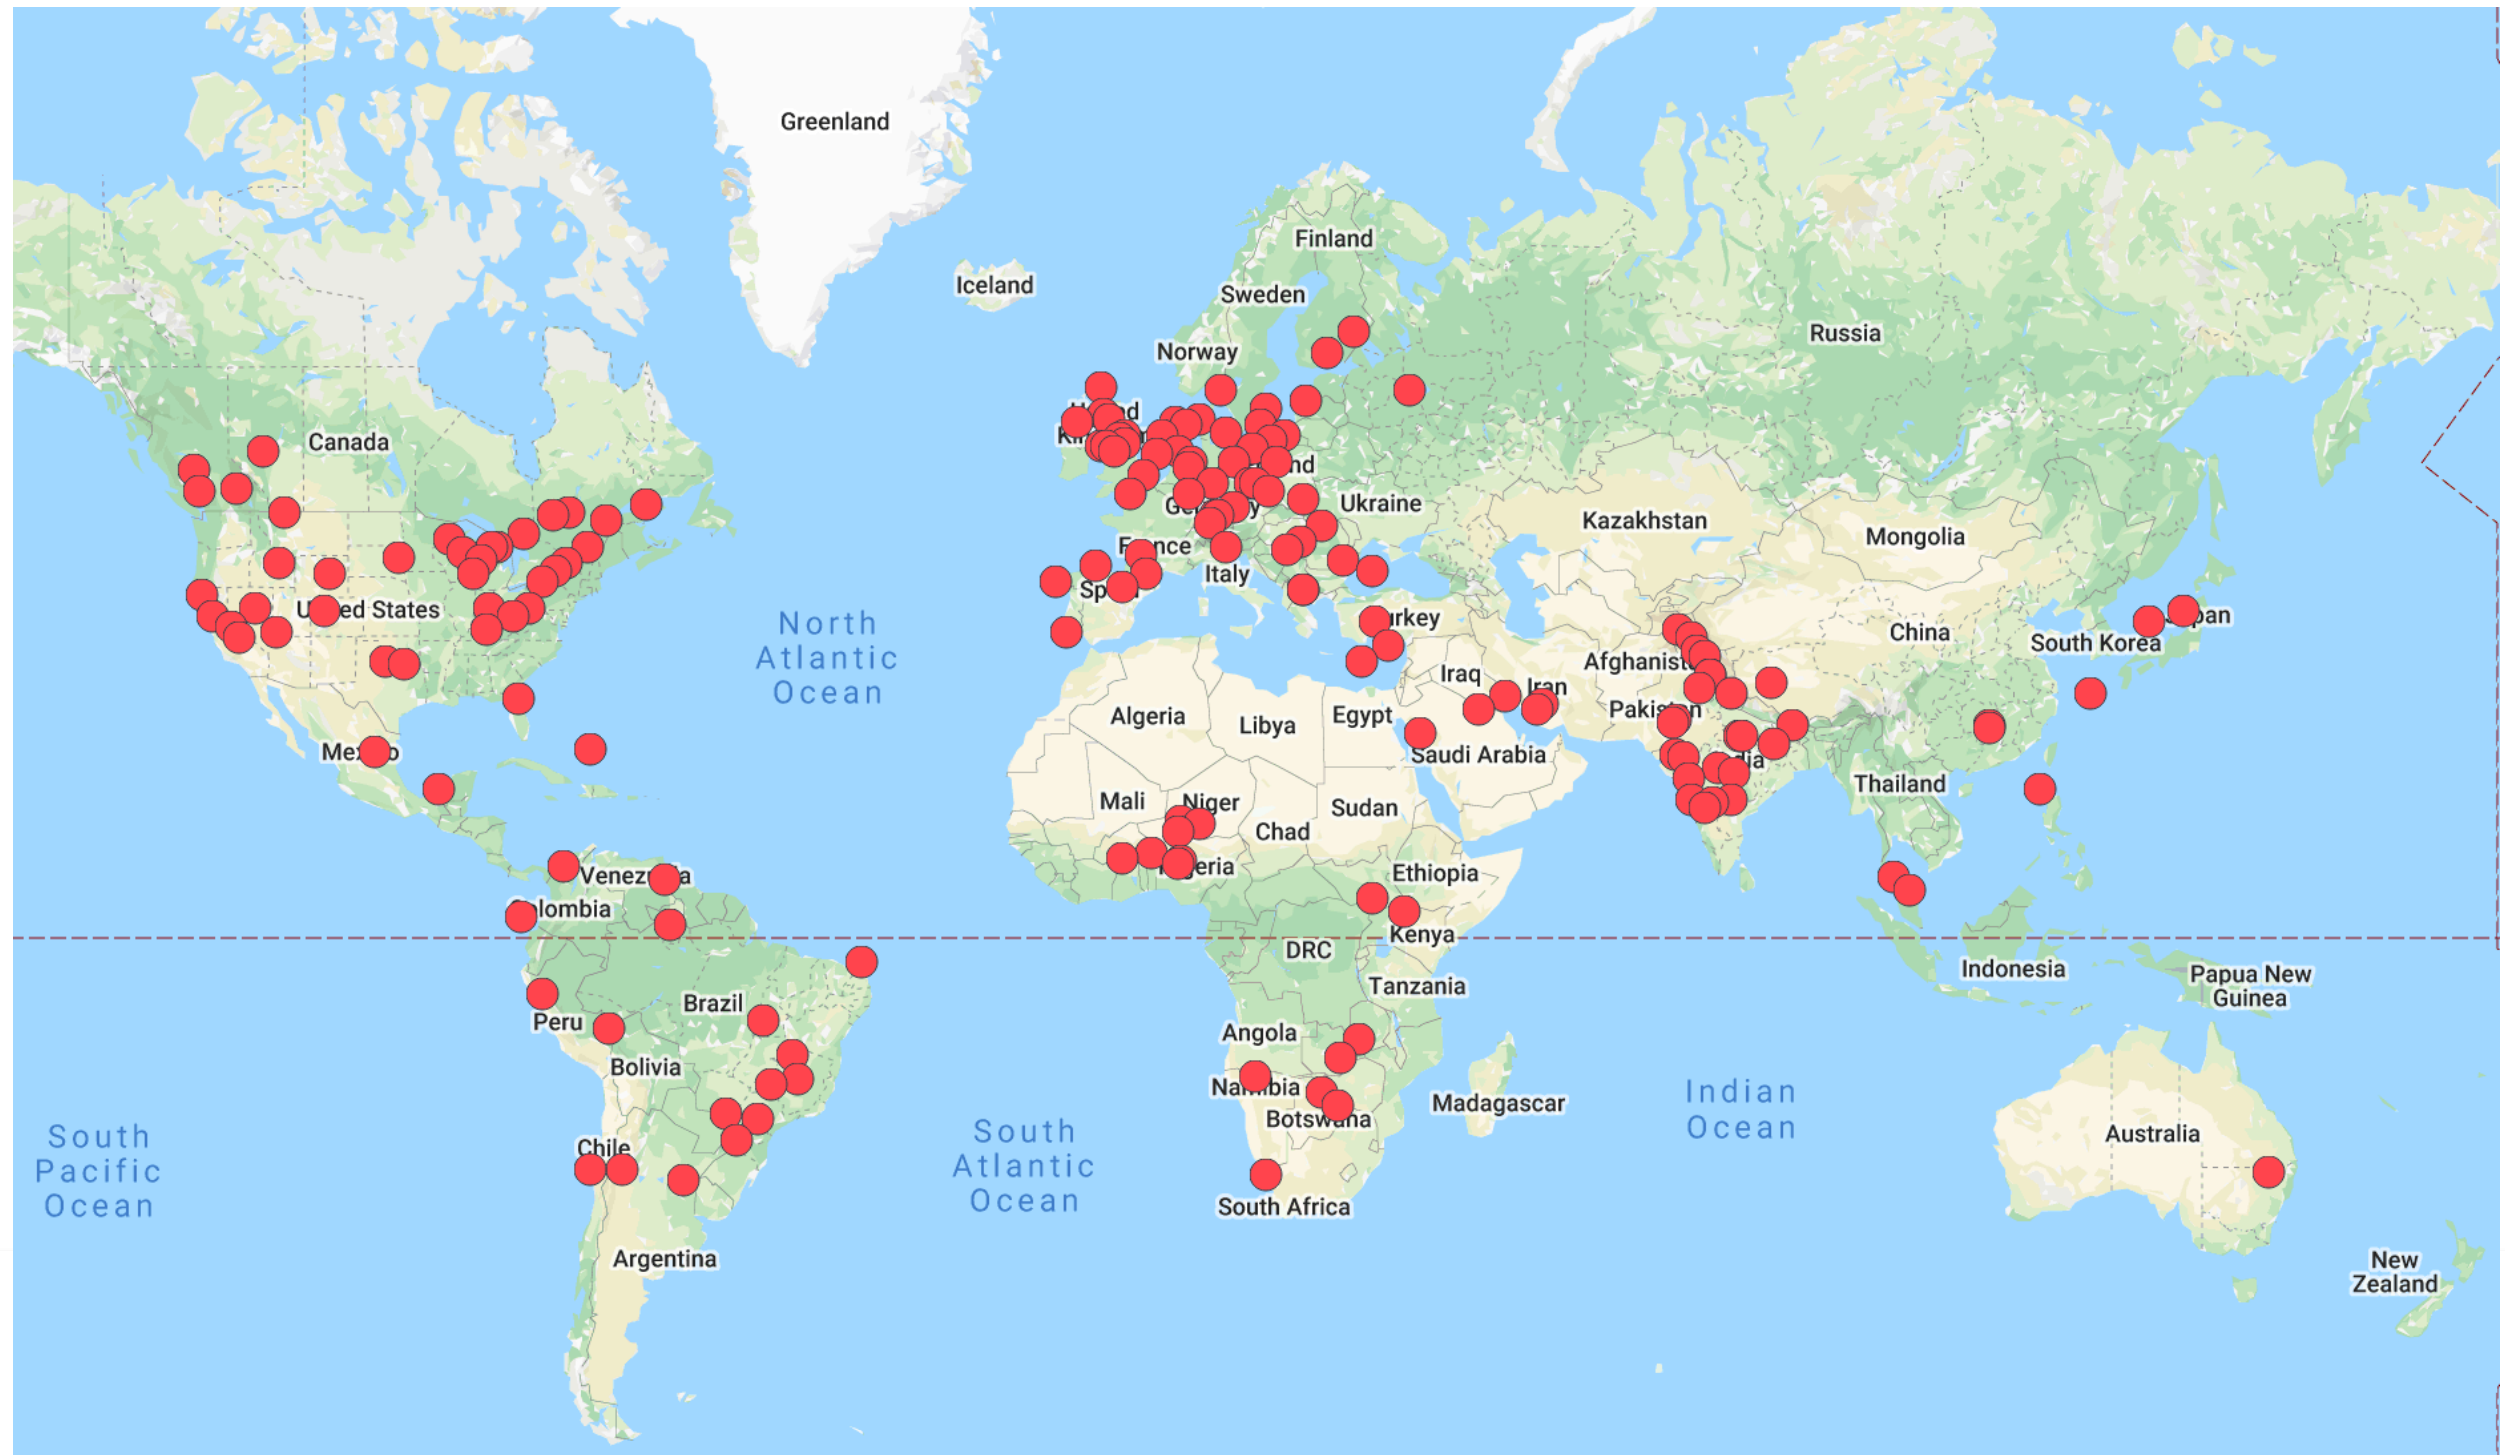 Greenland
Finland
Iceland
Sweden
Russia
Norway
Canada
Ukraine
Kazakhstan
Mongolia
Italy
United States
North
Atlantic
Ocean
China
South Korea
Iraq
Iran
Algeria
Libya
Egypt
Saudi Arabia
Thailand
Mali
Niger
Sudan
Chad
Ethiopia
Kenya
DRC
Tanzania
Indonesia
Papua New
Guinea
Brazil
Peru
Angola
Bolivia
Botswana
Madagascar
Indian
Ocean
Australia
South
Pacific
Ocean
South
Atlantic
Ocean
Chile
South Africa
Argentina
New
Zealand